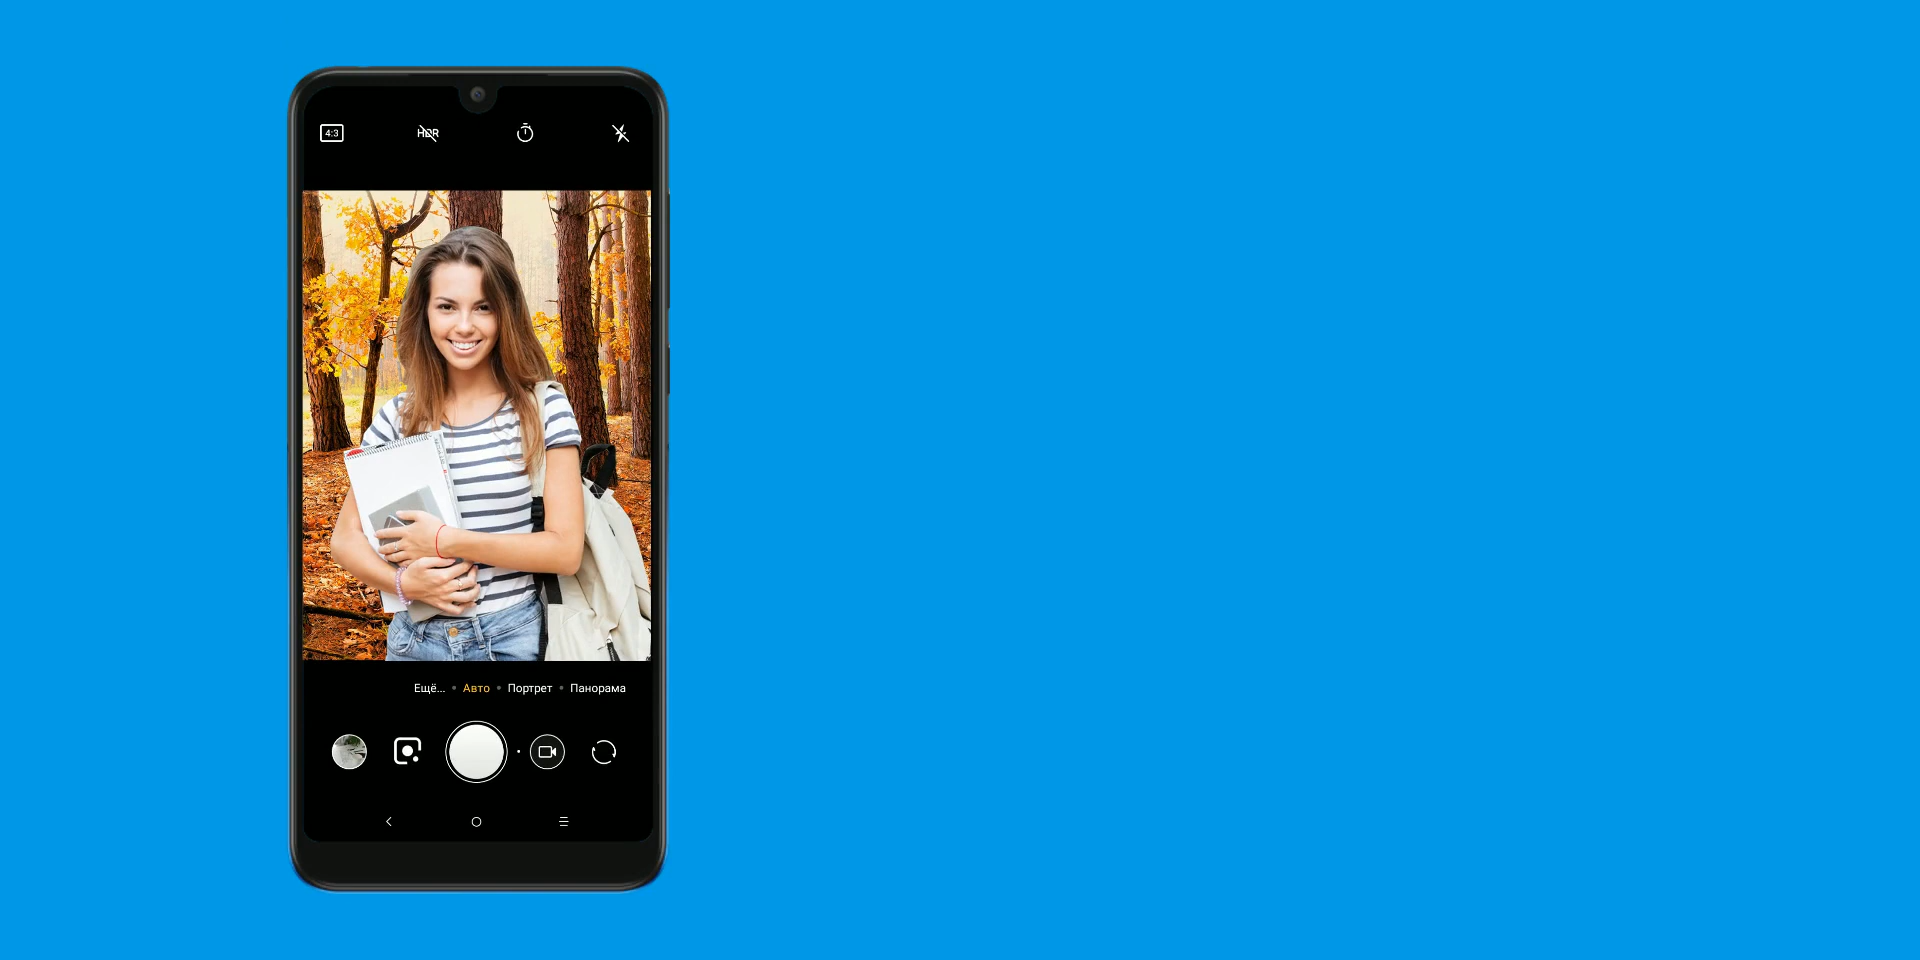 4:3 HDR
Ещё... • Авто • Портрет • Панорама